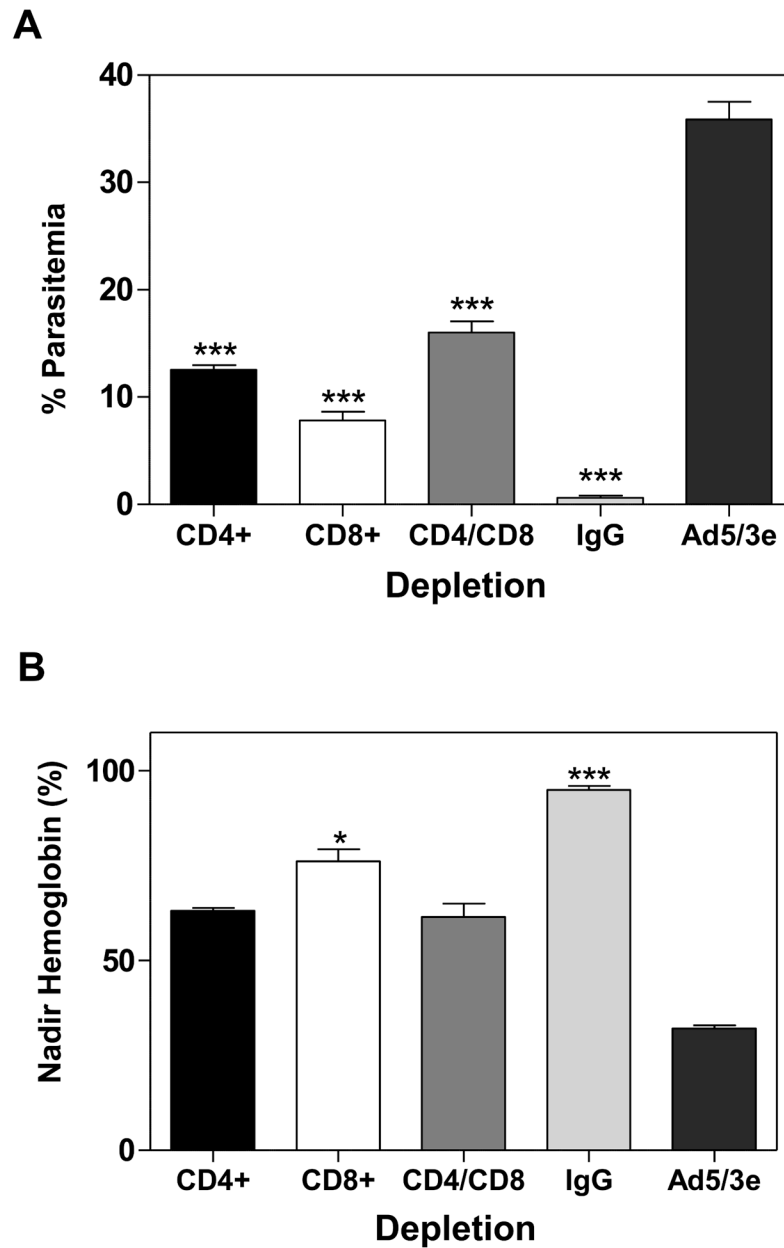 A
40
30
20
10
0
% Parasitemia
***
***
***
***
CD4+ CD8+ CD4/CD8 IgG Ad5/3e
Depletion
B
100
50
0
Nadir Hemoglobin (%)
*
***
CD4+ CD8+ CD4/CD8 IgG Ad5/3e
Depletion